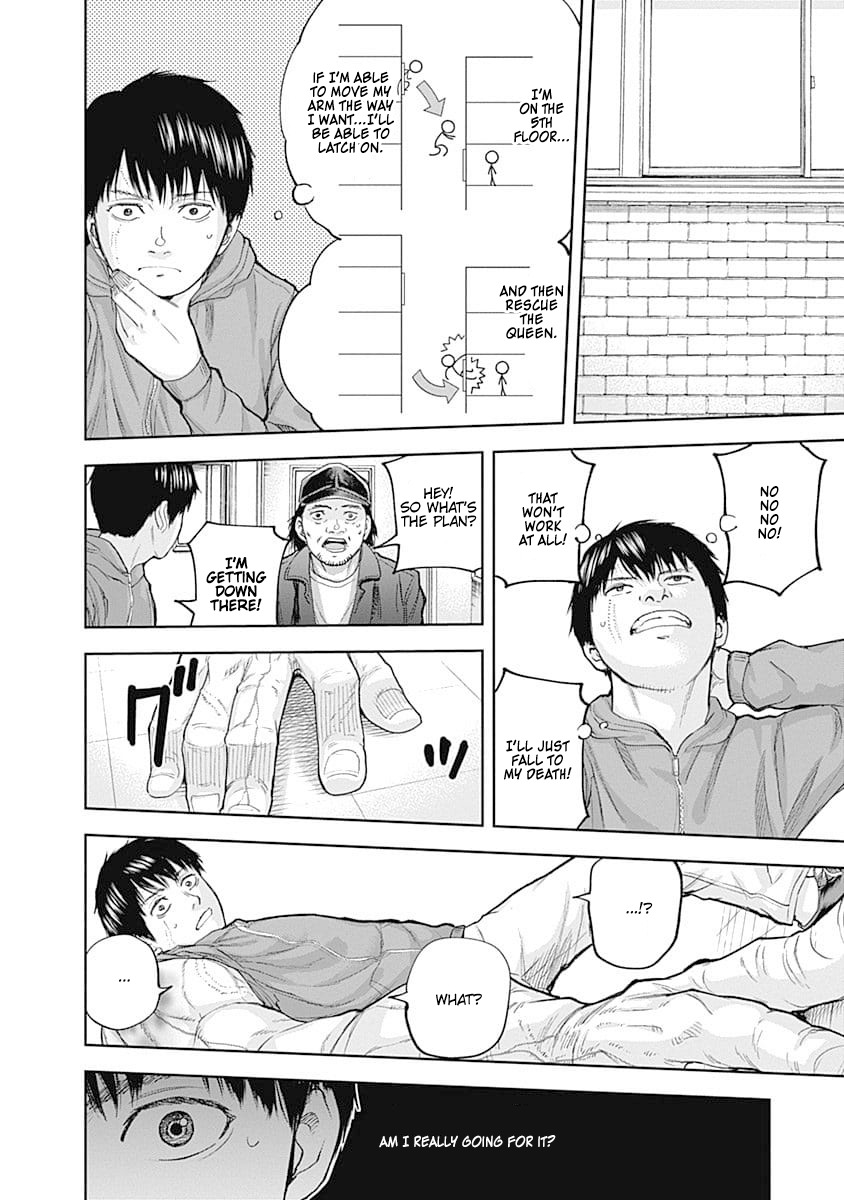 I'M
ON THE
5TH
FLOOR...
IF I'M ABLE
TO MOVE MY
ARM THE WAY
I WANT...I'LL
BE ABLE TO
LATCH ON.
AND THEN
RESCUE
THE
QUEEN.
NO
NO
NO
NO!
THAT
WON'T
WORK
AT ALL!
I'LL JUST
FALL TO
MY DEATH!
HEY!
SO WHAT'S
THE PLAN?
I'M
GETTING
DOWN
THERE!
グッ
...!?
WHAT?
...
AM I REALLY GOING FOR IT?